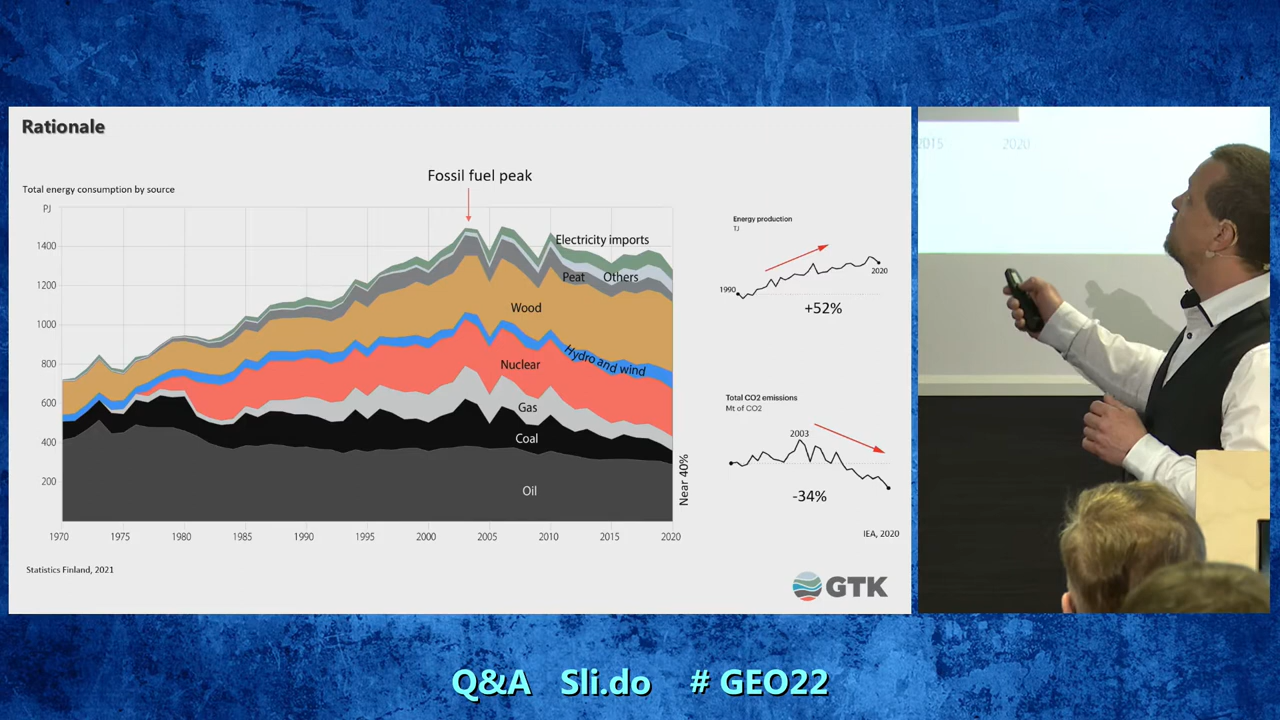 Rationale
Fossil fuel peak
Total energy consumption by source
PJ
1400
1200
1000
800
600
400
200
Electricity imports
Peat
Others
Wood
Hydro and wind
Nuclear
Gas
Coal
Oil
Near 40%
1970
1975
1980
1985
1990
1995
2000
2005
2010
2015
2020
Statistics Finland, 2021
Energy production
TJ
1990
2020
+52%
Total CO2 emissions
Mt of CO2
2003
-34%
IEA, 2020
GTK
2015
2020
Q&A Sli.do # GEO22